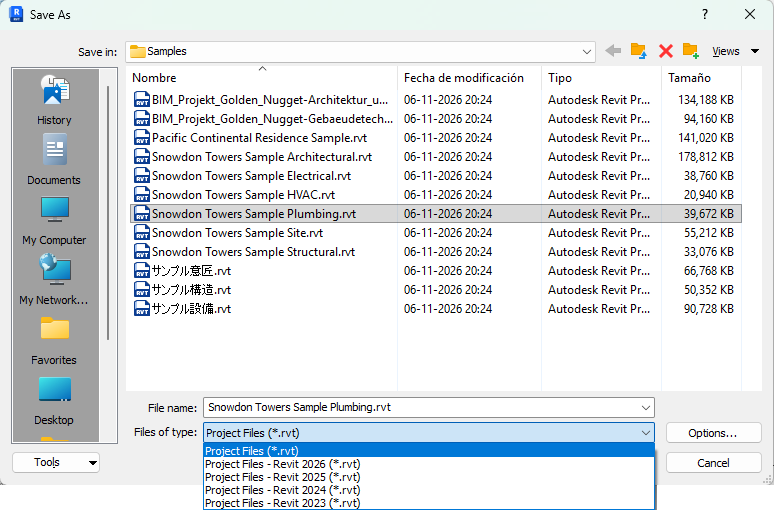 Save As
Save in:
Samples
Views
Nombre
Fecha de modificación
Tipo
Tamaño
BIM_Projekt_Golden_Nugget-Architektur_u... 06-11-2026 20:24 Autodesk Revit Pr... 134,188 KB
BIM_Projekt_Golden_Nugget-Gebaeudetech... 06-11-2026 20:24 Autodesk Revit Pr... 94,160 KB
Pacific Continental Residence Sample.rvt 06-11-2026 20:24 Autodesk Revit Pr... 141,020 KB
Snowdon Towers Sample Architectural.rvt 06-11-2026 20:24 Autodesk Revit Pr... 178,812 KB
Snowdon Towers Sample Electrical.rvt 06-11-2026 20:24 Autodesk Revit Pr... 38,760 KB
Snowdon Towers Sample HVAC.rvt 06-11-2026 20:24 Autodesk Revit Pr... 20,940 KB
Snowdon Towers Sample Plumbing.rvt 06-11-2026 20:24 Autodesk Revit Pr... 39,672 KB
Snowdon Towers Sample Site.rvt 06-11-2026 20:24 Autodesk Revit Pr... 55,212 KB
Snowdon Towers Sample Structural.rvt 06-11-2026 20:24 Autodesk Revit Pr... 33,076 KB
サンプル意匠.rvt 06-11-2026 20:24 Autodesk Revit Pr... 66,768 KB
サンプル構造.rvt 06-11-2026 20:24 Autodesk Revit Pr... 50,352 KB
サンプル設備.rvt 06-11-2026 20:24 Autodesk Revit Pr... 90,728 KB
History
Documents
My Computer
My Network...
Favorites
Desktop
Tools
File name: Snowdon Towers Sample Plumbing.rvt
Files of type: Project Files (*.rvt)
Project Files (*.rvt)
Project Files - Revit 2026 (*.rvt)
Project Files - Revit 2025 (*.rvt)
Project Files - Revit 2024 (*.rvt)
Project Files - Revit 2023 (*.rvt)
Options...
Cancel